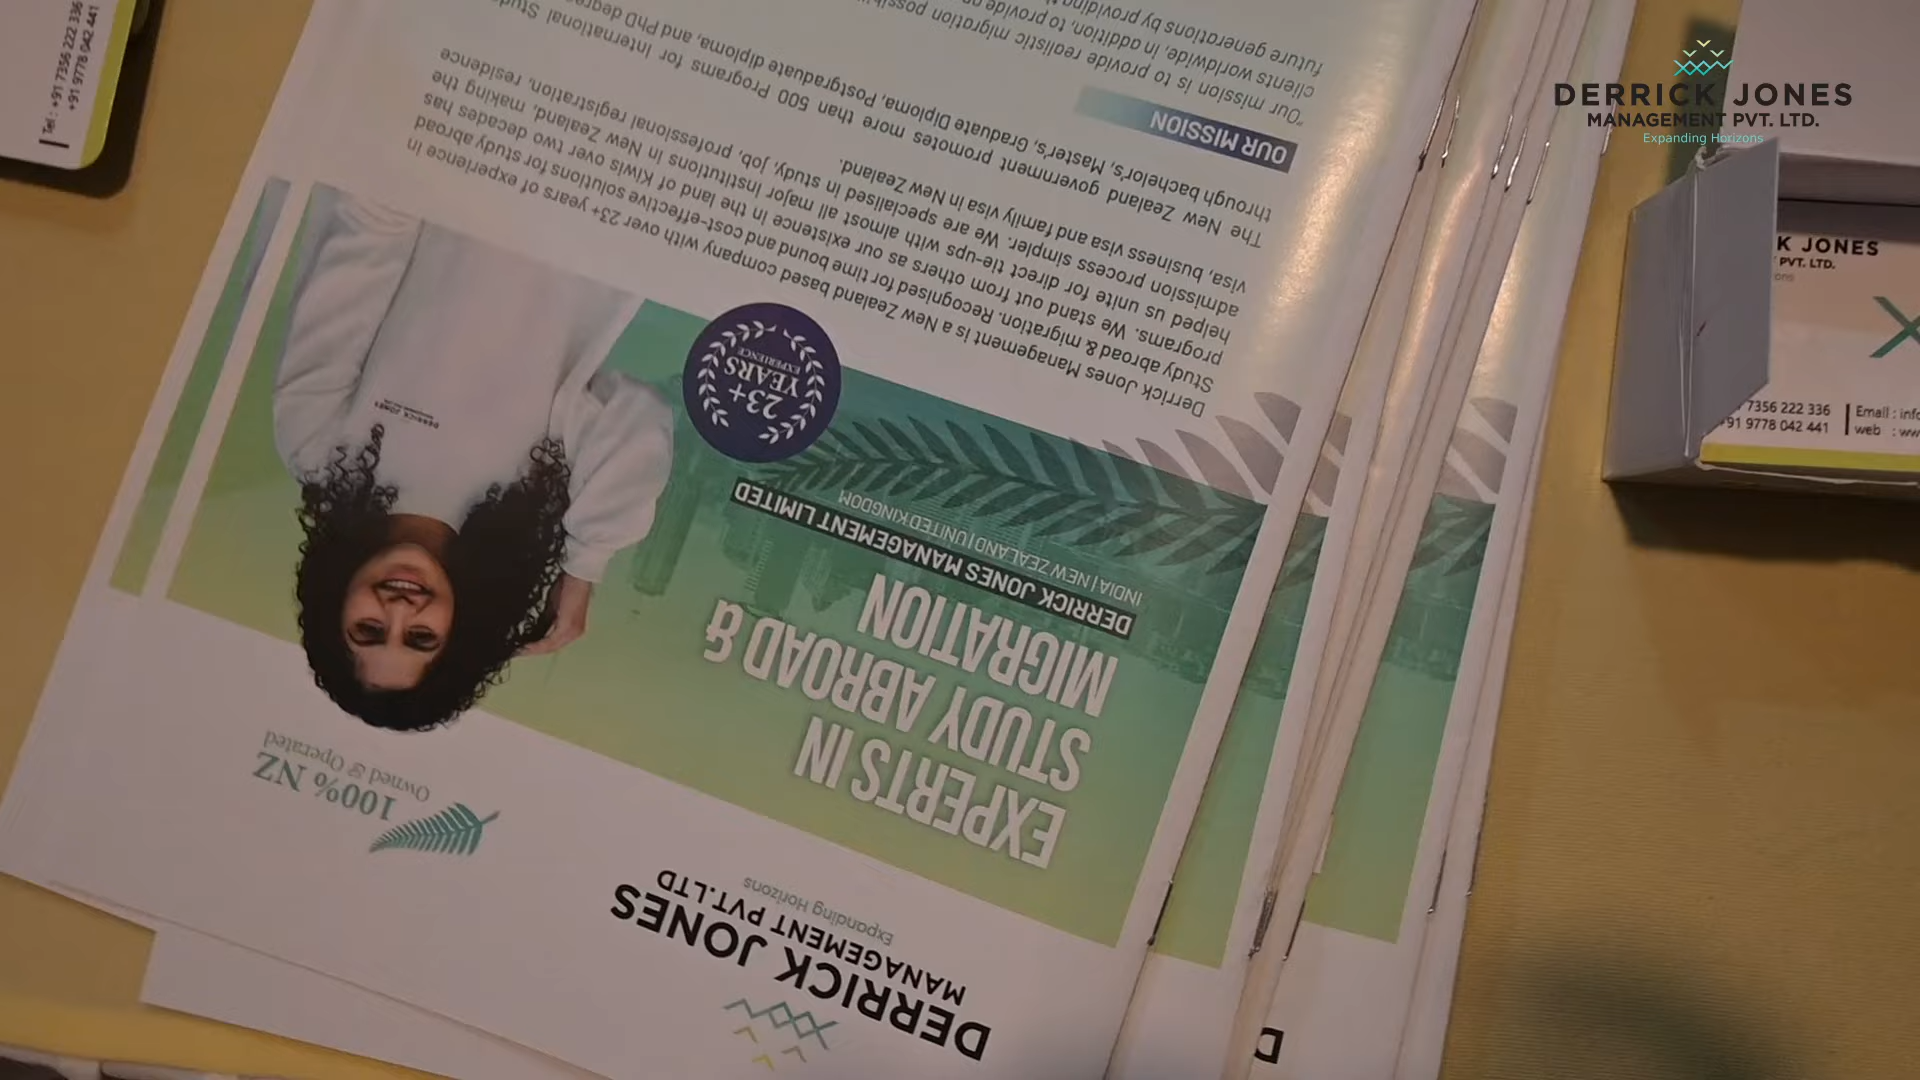 DERRICK JONES
MANAGEMENT PVT. LTD.
Expanding Horizons
DERRICK JONES
MANAGEMENT PVT.LTD
Expanding Horizons
100% NZ
Owned & Operated
EXPERTS IN
STUDY ABROAD &
MIGRATION
DERRICK JONES MANAGEMENT LIMITED
INDIA | NEW ZEALAND | UNITED KINGDOM
23+
YEARS
EXPERIENCE
DERRICK JONES
Derrick Jones Management is a New Zealand based company with over 23+ years of experience in
Study abroad & migration. Recognised for time bound and cost-effective solutions for study abroad
programs. We stand out from others as our existence in the land of Kiwis over two decades has
helped us unite for direct tie-ups with almost all major Institutions in New Zealand, making the
admission process simpler. We are specialised in study, job, professional registration, residence
visa, business visa and family visa in New Zealand.
The New Zealand government promotes more than 500 Programs for International
through bachelor's, Master's, Graduate Diploma, Postgraduate diploma, and PhD
OUR MISSION
"Our mission is to provide realistic migration
clients worldwide, in addition, to provide
future generations by providing
Tel : +91 7356 222 336
+91 9778 042 441
K JONES
PVT. LTD.
7356 222 336
+91 9778 042 441
Email :
web :
D